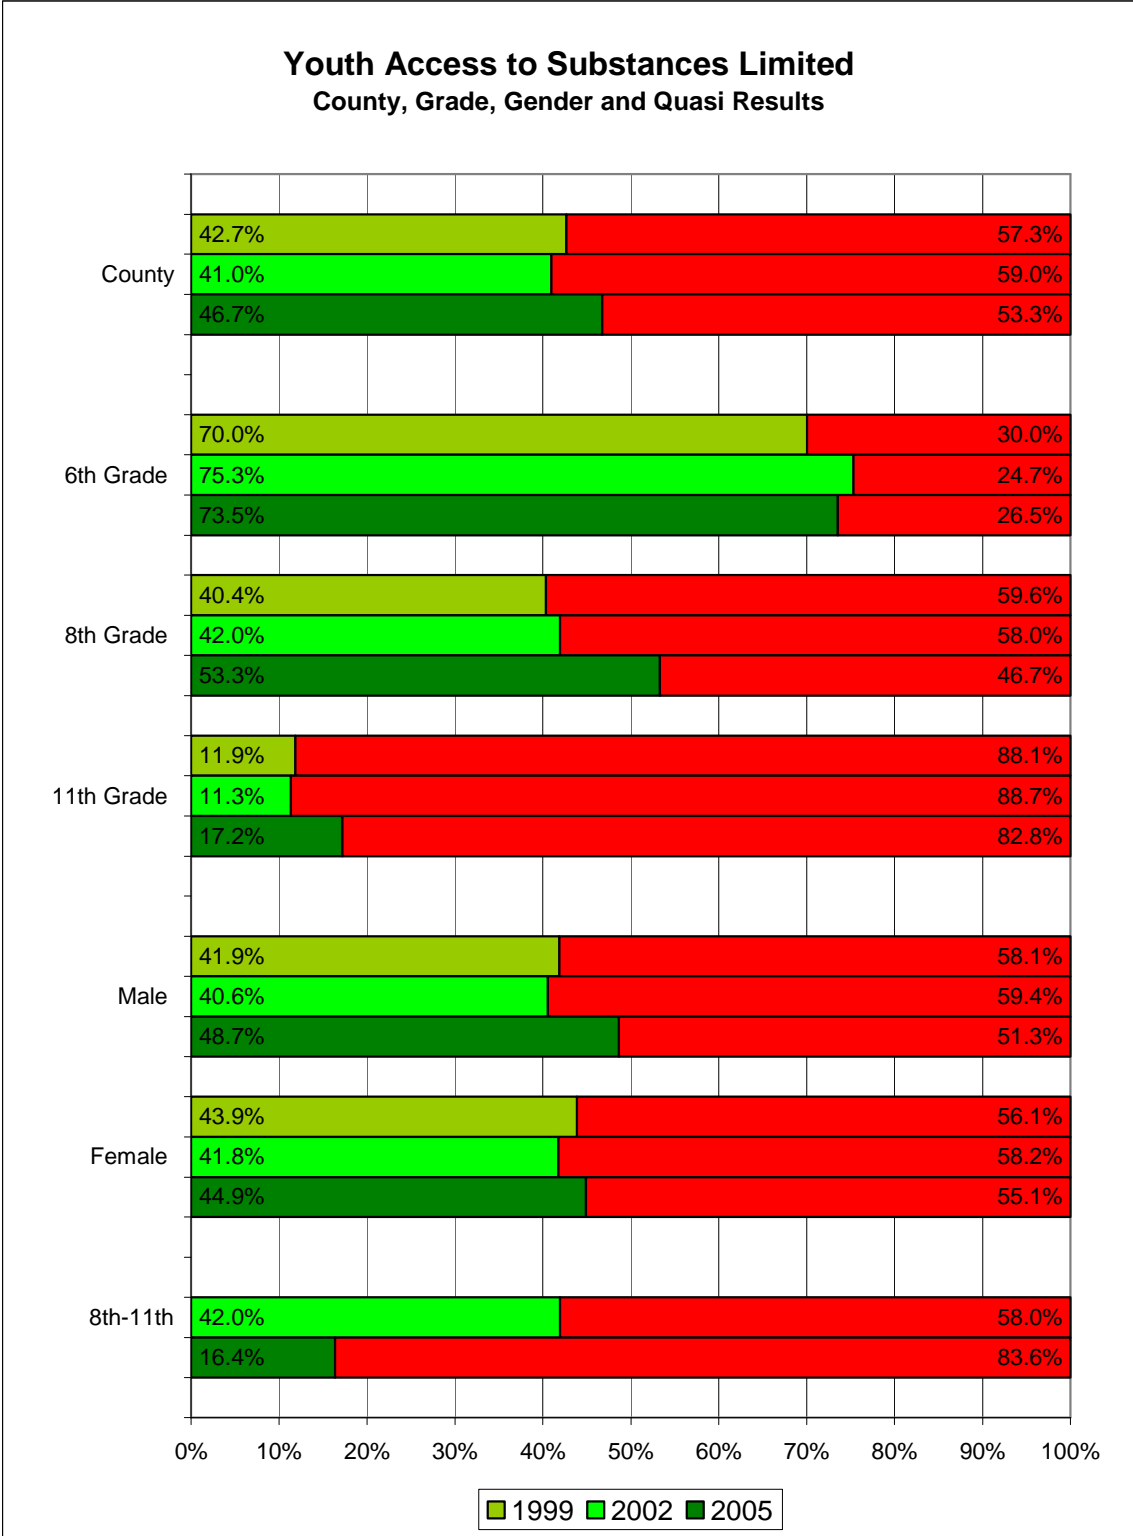 Youth Access to Substances Limited
County, Grade, Gender and Quasi Results
42.7% 57.3%
County 41.0% 59.0%
46.7% 53.3%
70.0% 30.0%
6th Grade 75.3% 24.7%
73.5% 26.5%
40.4% 59.6%
8th Grade 42.0% 58.0%
53.3% 46.7%
11.9% 88.1%
11th Grade 11.3% 88.7%
17.2% 82.8%
41.9% 58.1%
Male 40.6% 59.4%
48.7% 51.3%
43.9% 56.1%
Female 41.8% 58.2%
44.9% 55.1%
8th-11th 42.0% 58.0%
16.4% 83.6%
0% 10% 20% 30% 40% 50% 60% 70% 80% 90% 100%
1999 2002 2005